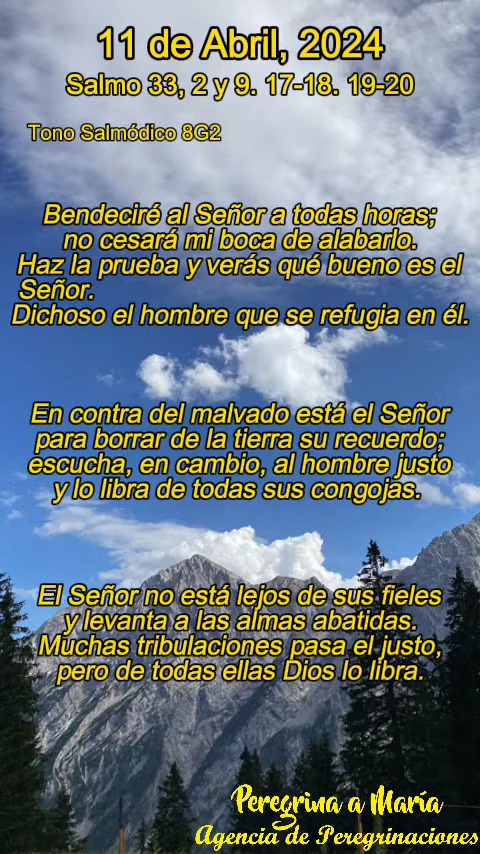 11 de Abril, 2024
Salmo 33, 2 y 9. 17-18. 19-20
Tono Salmódico 8G2
Bendeciré al Señor a todas horas;
no cesará mi boca de alabarlo.
Haz la prueba y verás qué bueno es el
Señor.
Dichoso el hombre que se refugia en él.
En contra del malvado está el Señor
para borrar de la tierra su recuerdo;
escucha, en cambio, al hombre justo
y lo libra de todas sus congojas.
El Señor no está lejos de sus fieles
y levanta a las almas abatidas.
Muchas tribulaciones pasa el justo,
pero de todas ellas Dios lo libra.
Peregrina a María
Agencia de Peregrinaciones